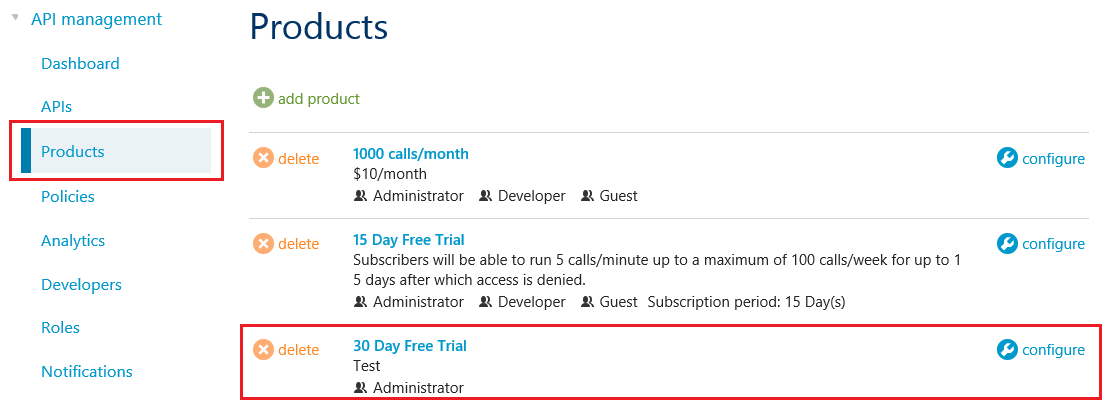 API management
Dashboard
APIs
Products
Policies
Analytics
Developers
Roles
Notifications
Products
add product
delete
1000 calls/month
configure
$10/month
Administrator Developer Guest
delete
15 Day Free Trial
configure
Subscribers will be able to run 5 calls/minute up to a maximum of 100 calls/week for up to 1
5 days after which access is denied.
Administrator Developer Guest Subscription period: 15 Day(s)
delete
30 Day Free Trial
configure
Test
Administrator